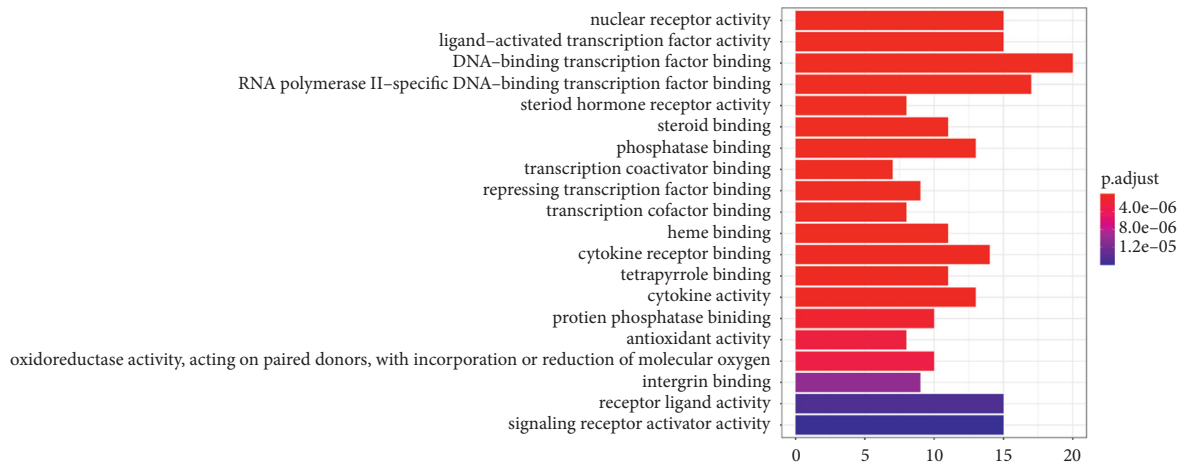 nuclear receptor activity
ligand–activated transcription factor activity
DNA–binding transcription factor binding
RNA polymerase II–specific DNA–binding transcription factor binding
steriod hormone receptor activity
steroid binding
phosphatase binding
transcription coactivator binding
repressing transcription factor binding
transcription cofactor binding
heme binding
cytokine receptor binding
tetrapyrrole binding
cytokine activity
protien phosphatase biniding
antioxidant activity
oxidoreductase activity, acting on paired donors, with incorporation or reduction of molecular oxygen
intergrin binding
receptor ligand activity
signaling receptor activator activity
0 5 10 15 20
p.adjust
4.0e–06
8.0e–06
1.2e–05